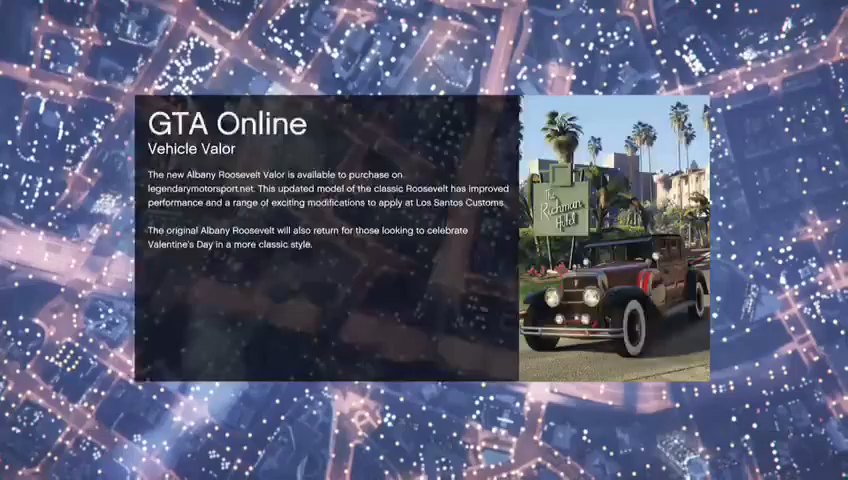 GTA Online
Vehicle Valor
The new Albany Roosevelt Valor is available to purchase on
legendarymotorsport.net. This updated model of the classic Roosevelt has improved
performance and a range of exciting modifications to apply at Los Santos Customs.
The original Albany Roosevelt will also return for those looking to celebrate
Valentine's Day in a more classic style.
The
Richman
Hotel